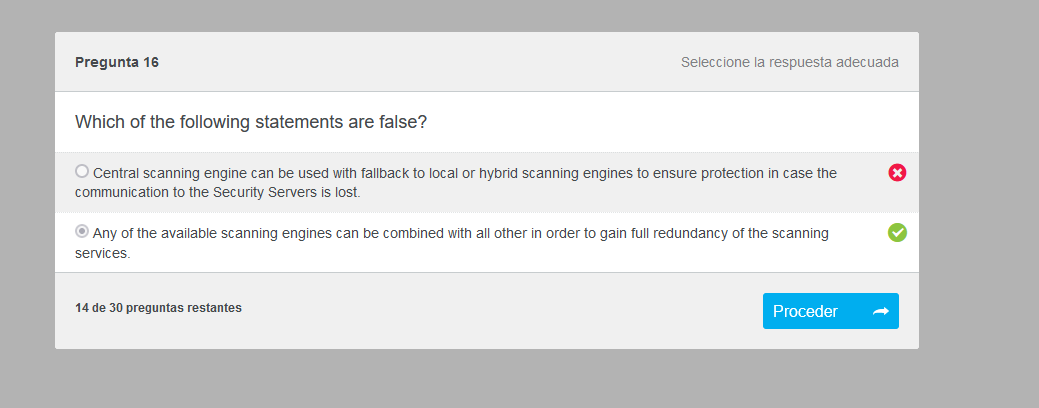 Pregunta 16
Seleccione la respuesta adecuada
Which of the following statements are false?
Central scanning engine can be used with fallback to local or hybrid scanning engines to ensure protection in case the
communication to the Security Servers is lost.
Any of the available scanning engines can be combined with all other in order to gain full redundancy of the scanning
services.
14 de 30 preguntas restantes
Proceder